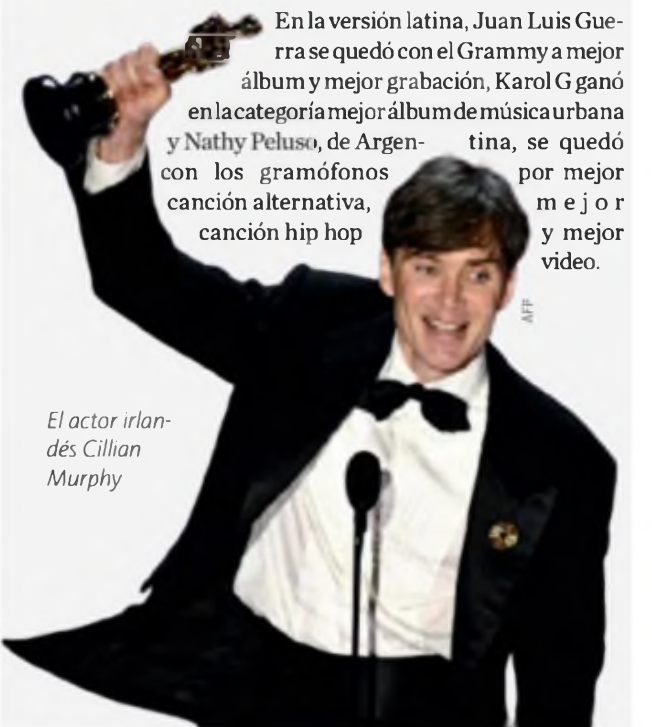 En la versión latina, Juan Luis Gue-
rra se quedó con el Grammy a mejor
álbum y mejor grabación, Karol G ganó
en la categoría mejor álbum de música urbana
y Nathy Peluso, de Argen- tina, se quedó
con los gramófonos por mejor
canción alternativa, mejor
canción hip hop y mejor
video.
AFP
El actor irlan-
dés Cillian
Murphy